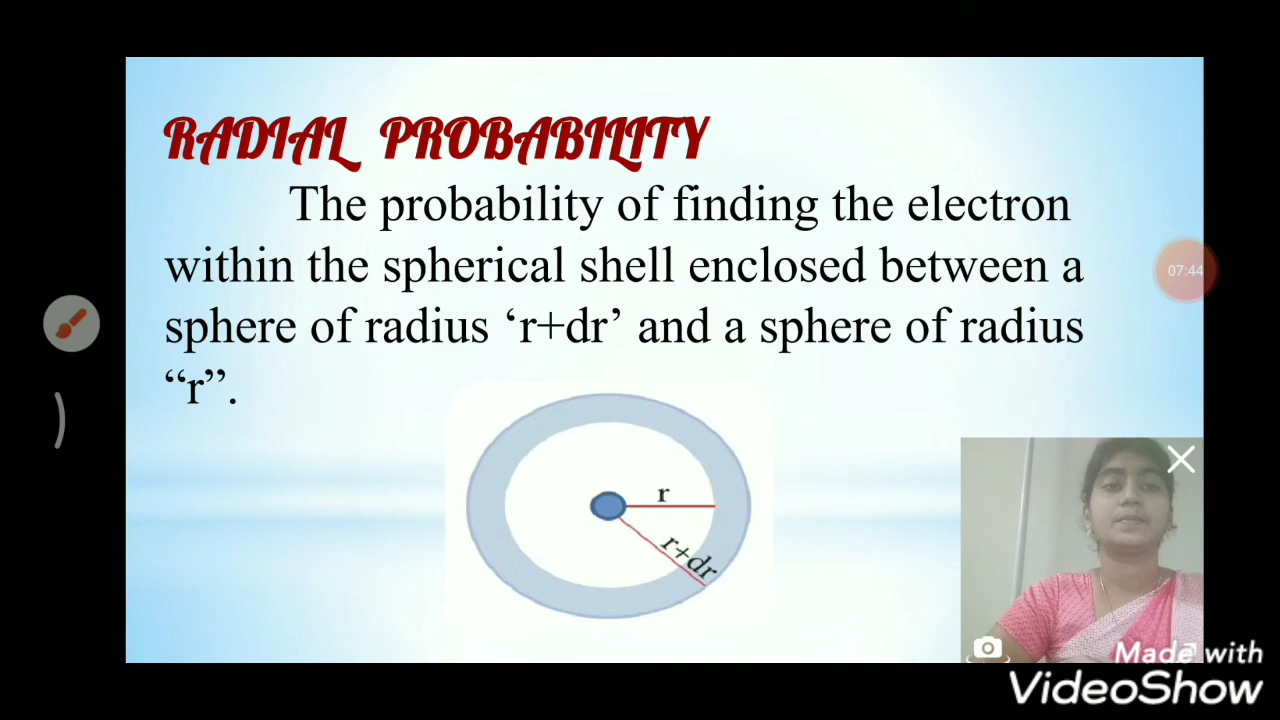 RADIAL PROBABILITY
The probability of finding the electron
within the spherical shell enclosed between a
sphere of radius ‘r+dr’ and a sphere of radius
“r”.
07:44
r
r+dr
Made with
VideoShow